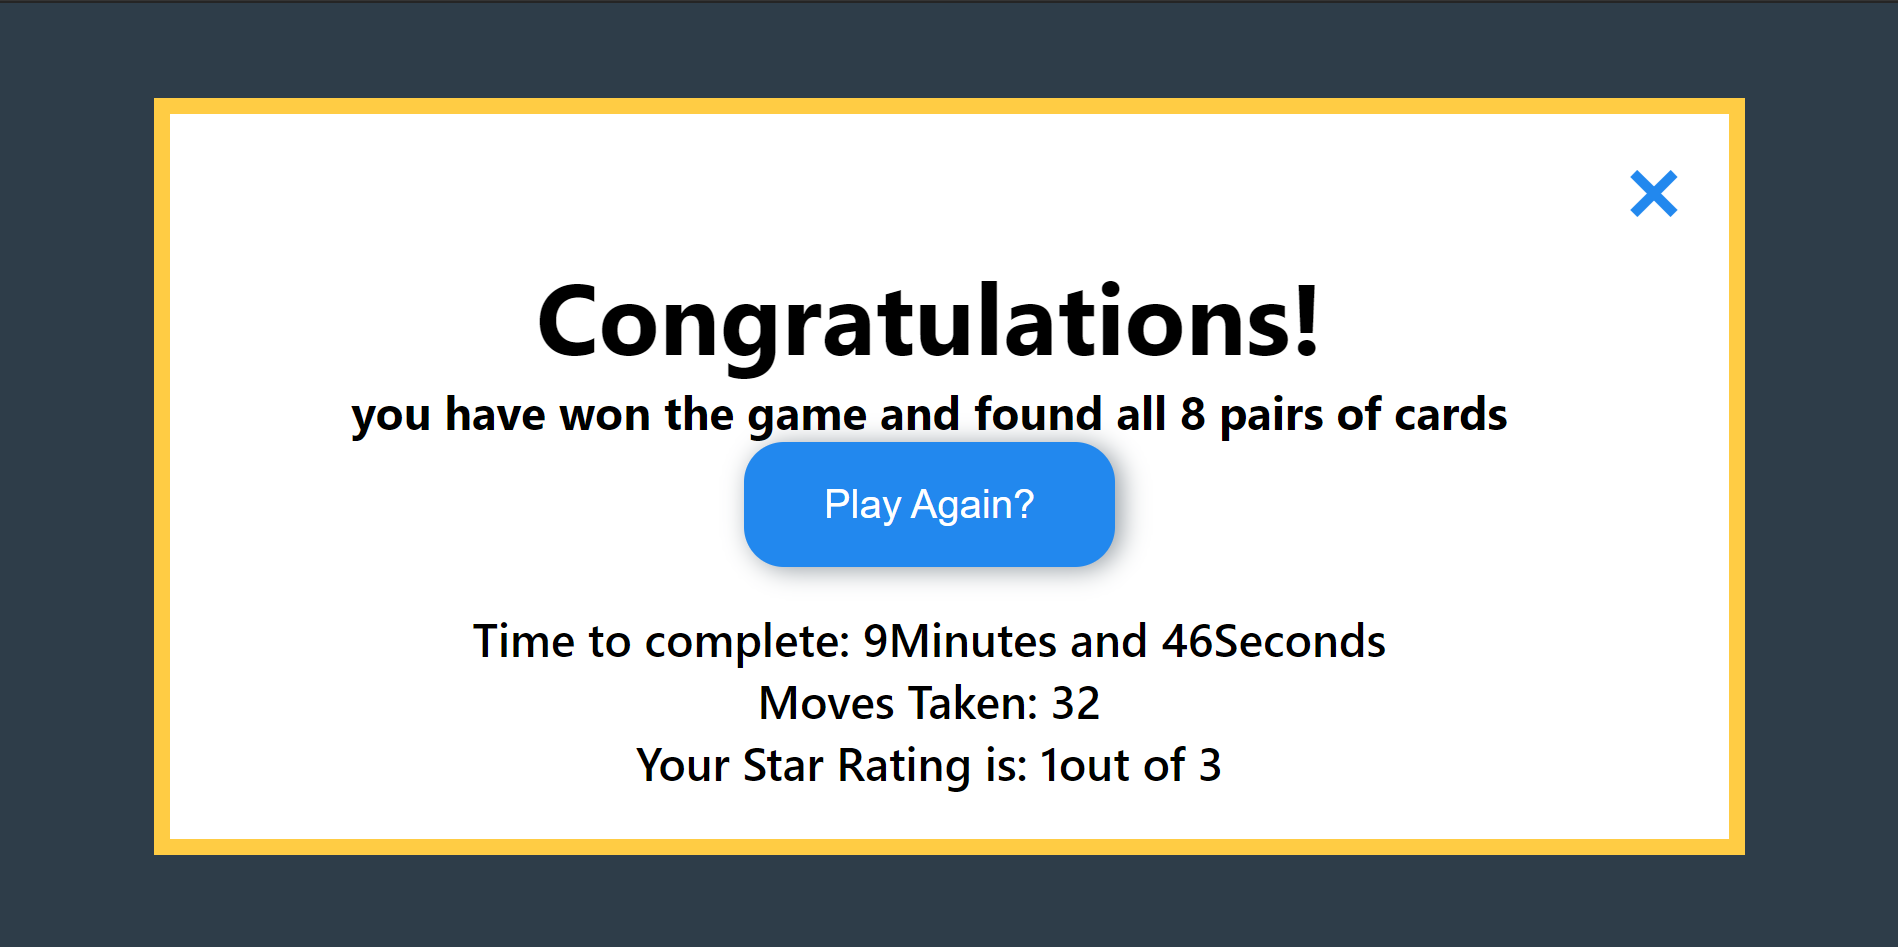 Congratulations!
you have won the game and found all 8 pairs of cards
Play Again?
Time to complete: 9Minutes and 46Seconds
Moves Taken: 32
Your Star Rating is: 1out of 3